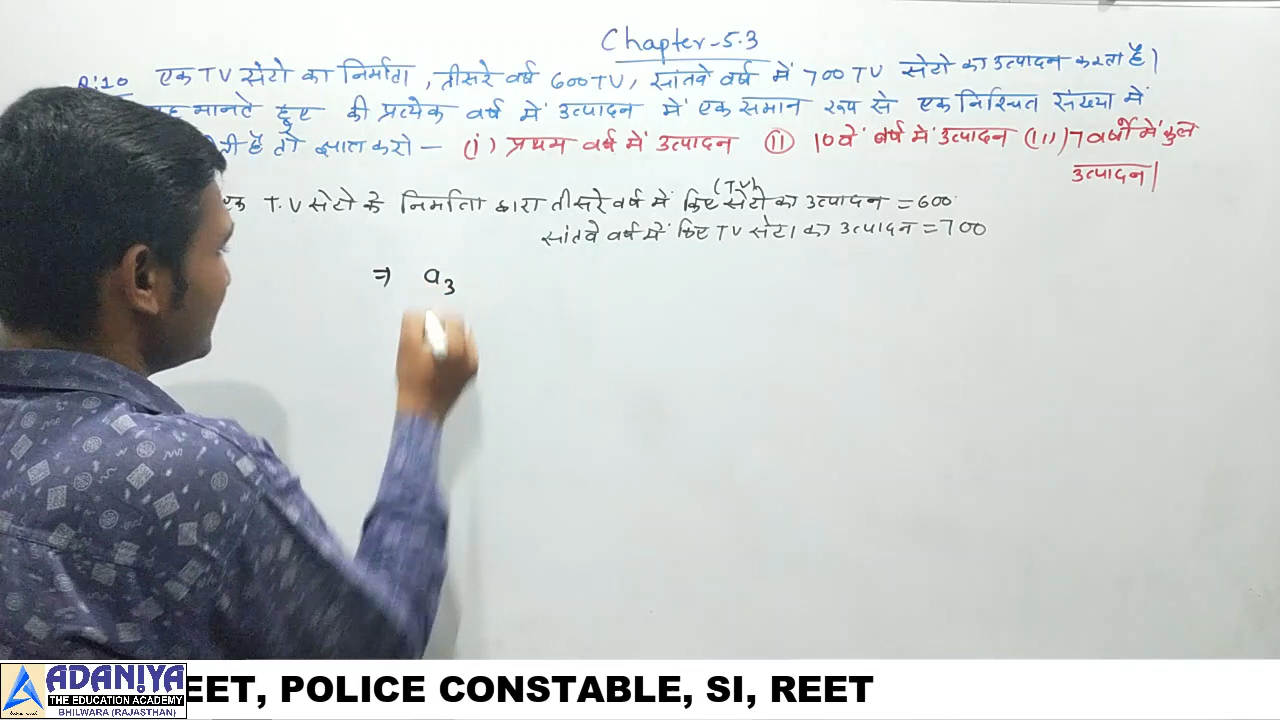 Chapter-5.3
एक TV सेटो का निर्माता, तीसरे वर्ष 600 TV, सांतवे वर्ष में 700 TV सेटो का उत्पादन करता है।
मानते हुए की प्रत्येक वर्ष में उत्पादन में एक समान रूप से एक निश्चित संख्या में
है तो ज्ञात करो — (i) प्रथम वर्ष में उत्पादन (ii) 10वे वर्ष में उत्पादन (iii) 7 वर्षो में कुल
उत्पादन।
(TV)
एक T.V सेटो के निर्माता द्वारा तीसरे वर्ष में किए सेटो का उत्पादन = 600
सांतवे वर्ष में किए TV सेटो का उत्पादन = 700
⇒ a₃
ADANIYA
THE EDUCATION ACADEMY
BHILWARA (RAJASTHAN)
EET, POLICE CONSTABLE, SI, REET